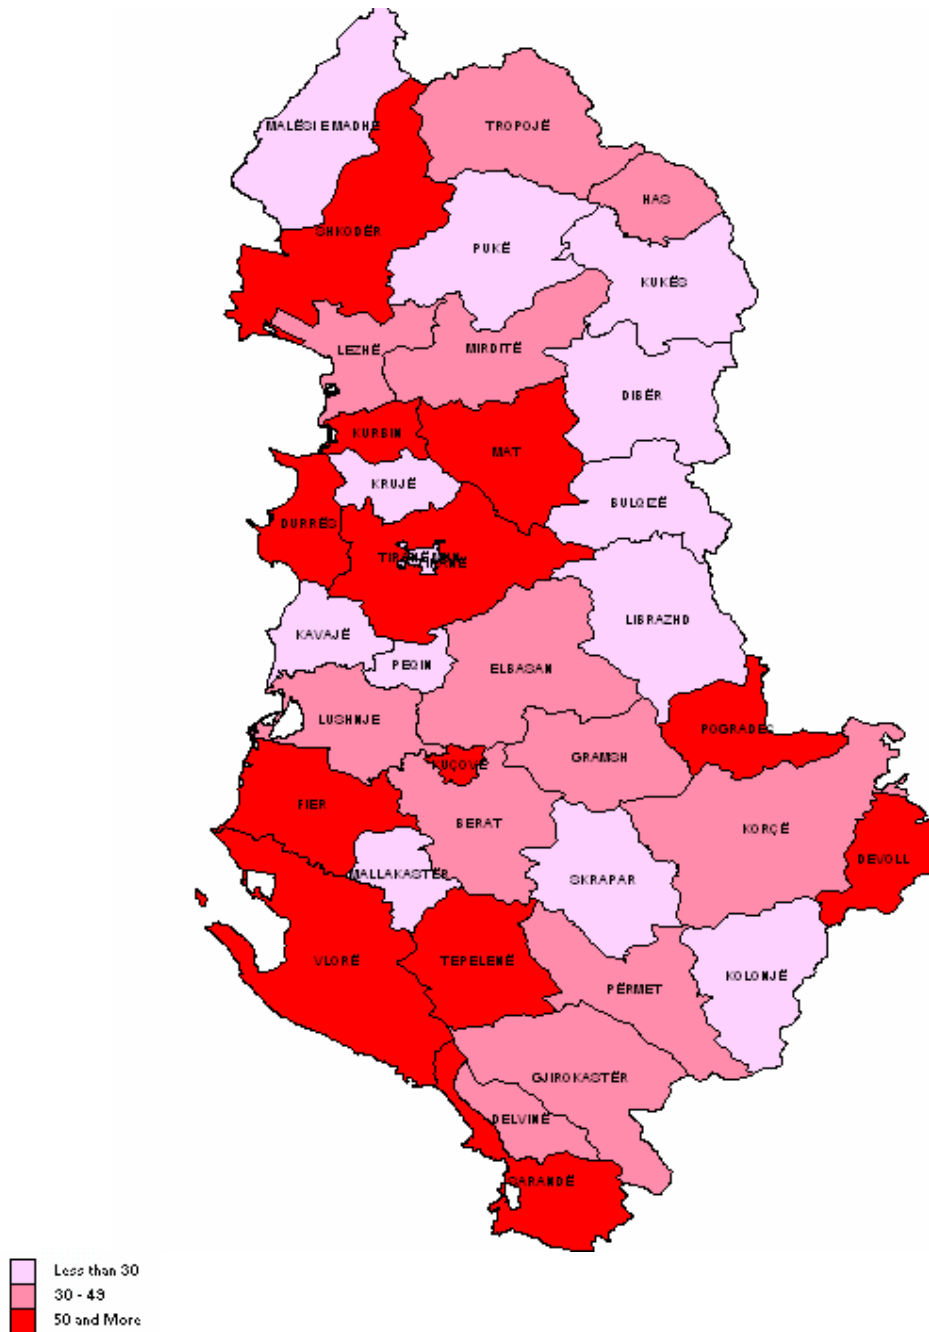 MALËSI E MADHE
TROPOJË
HAS
SHKODËR
PUKË
KUKËS
LEZHË
MIRDITË
DIBËR
KURBIN
MAT
KRUJË
BULQIZË
DURRËS
LIBRAZHD
KAVAJË
PEQIN
ELBASAN
LUSHNJE
POGRADEC
KUÇOVË
GRAMSH
FIER
BERAT
KORÇË
DEVOLL
MALLAKASTËR
SKRAPAR
VLORË
TEPELENË
KOLONJË
PËRMET
GJIROKASTËR
DELVINË
SARANDË
Less than 30
30 - 49
50 and More